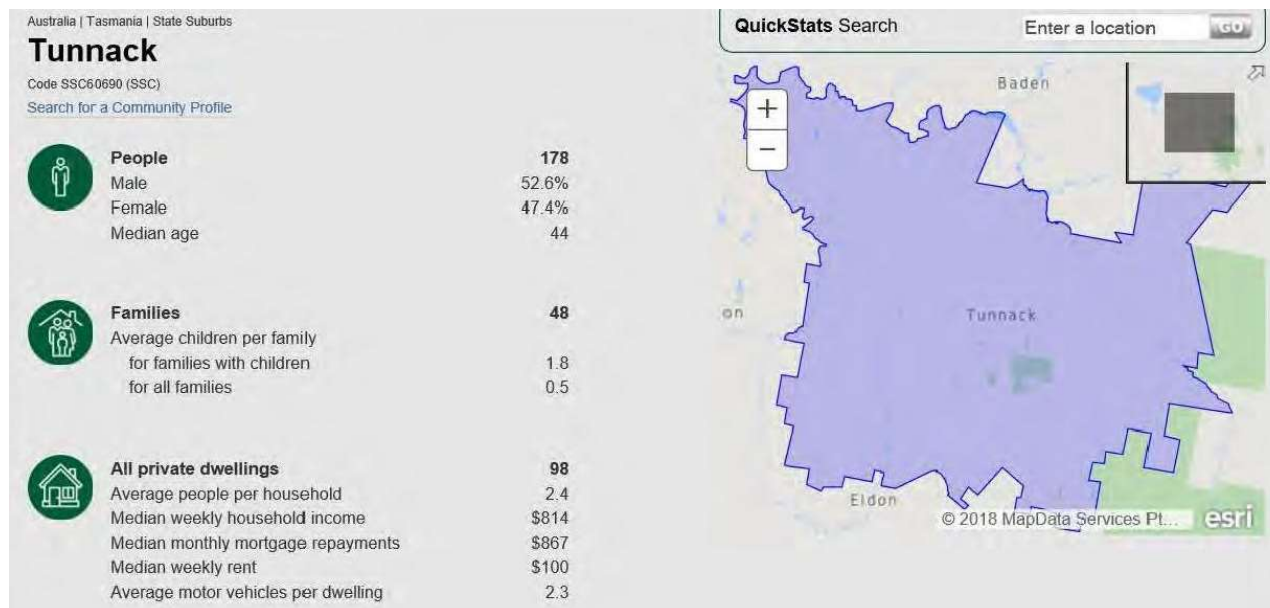 Australia | Tasmania | State Suburbs
Tunnack
Code SSC60690 (SSC)
Search for a Community Profile
People 178
Male 52.6%
Female 47.4%
Median age 44
Families 48
Average children per family
for families with children 1.8
for all families 0.5
All private dwellings 98
Average people per household 2.4
Median weekly household income $814
Median monthly mortgage repayments $867
Median weekly rent $100
Average motor vehicles per dwelling 2.3
QuickStats Search Enter a location GO
+
−
Baden
on
Tunnack
Eldon
© 2018 MapData Services Pt... esri